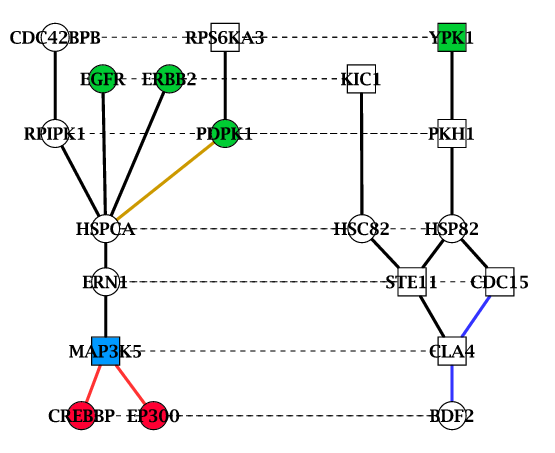 CDC42BPB RPS6KA3 YPK1
EGFR ERBB2 KIC1
RPIPK1 PDPK1 PKH1
HSPCA HSC82 HSP82
ERN1 STE11 CDC15
MAP3K5 CLA4
CREBBP EP300 BDF2